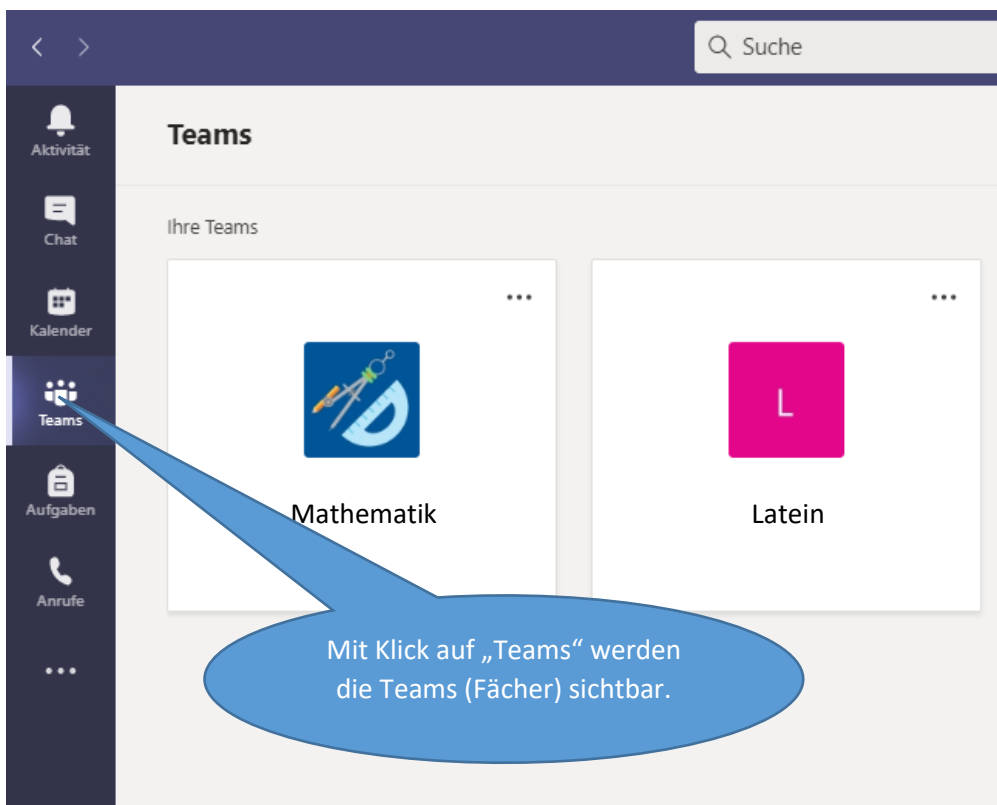 Suche
Aktivität
Teams
Chat
Ihre Teams
Kalender
Teams
Aufgaben
Anrufe
Mathematik
L
Latein
Mit Klick auf „Teams“ werden
die Teams (Fächer) sichtbar.